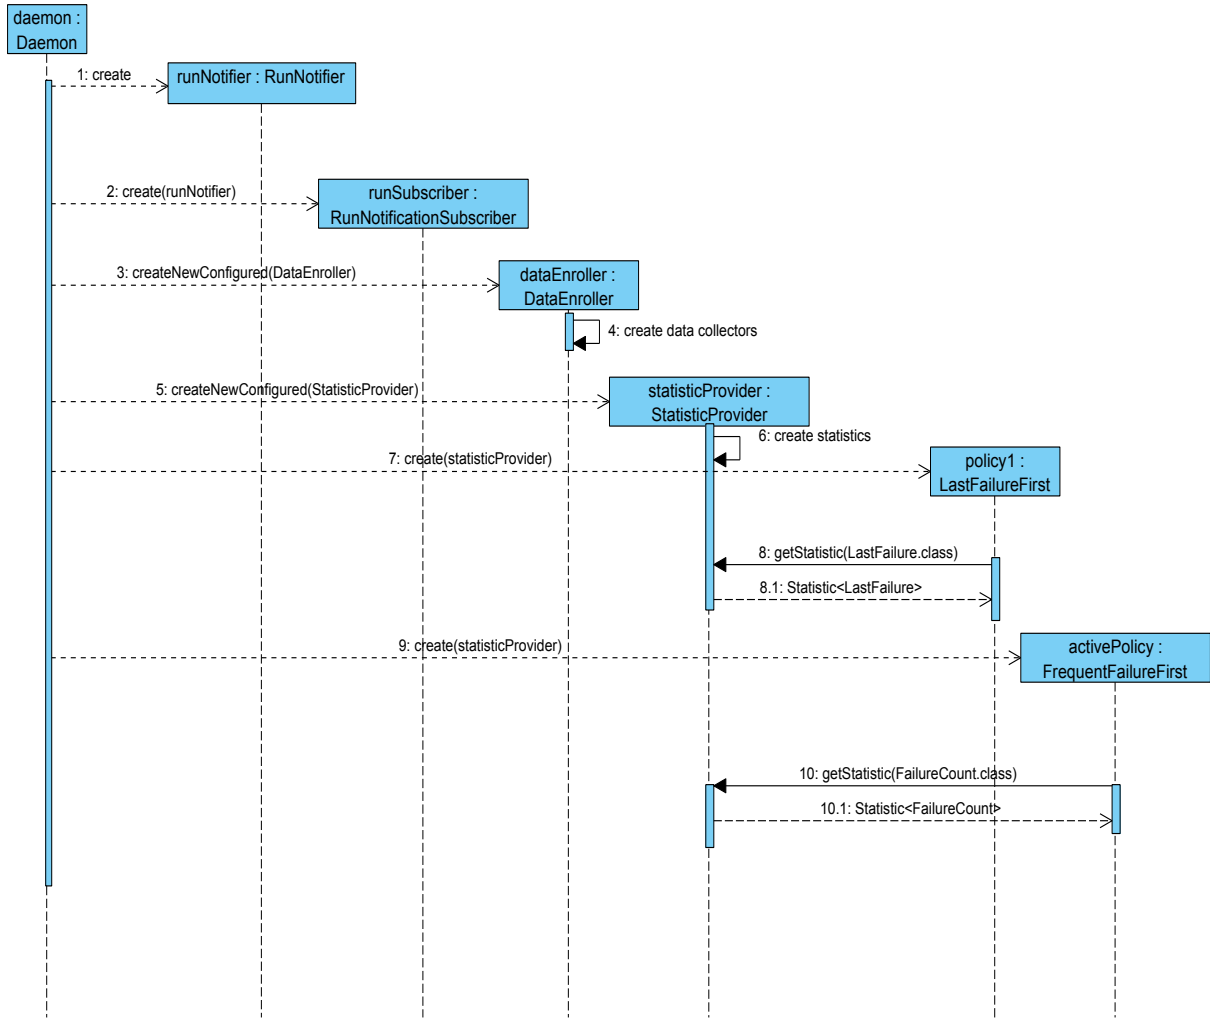 daemon :
Daemon
1: create
runNotifier : RunNotifier
2: create(runNotifier)
runSubscriber :
RunNotificationSubscriber
3: createNewConfigured(DataEnroller)
dataEnroller :
DataEnroller
4: create data collectors
5: createNewConfigured(StatisticProvider)
statisticProvider :
StatisticProvider
6: create statistics
7: create(statisticProvider)
policy1 :
LastFailureFirst
8: getStatistic(LastFailure.class)
8.1: Statistic<LastFailure>
9: create(statisticProvider)
activePolicy :
FrequentFailureFirst
10: getStatistic(FailureCount.class)
10.1: Statistic<FailureCount>